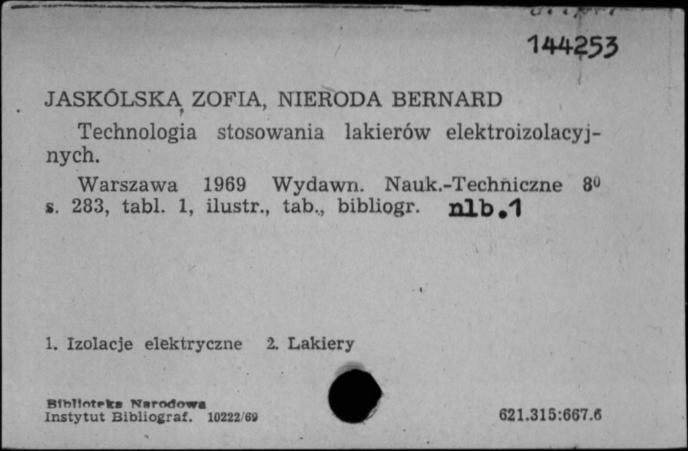 144253
JASKÓLSKA ZOFIA, NIERODA BERNARD
Technologia stosowania lakierów elektroizolacyj-
nych.
Warszawa 1969 Wydawn. Nauk.-Techniczne 8⁰
s. 283, tabl. 1, ilustr., tab., bibliogr. nlb.1
1. Izolacje elektryczne 2. Lakiery
Biblioteka Narodowa
Instytut Bibliograf. 10222/69
621.315:667.6